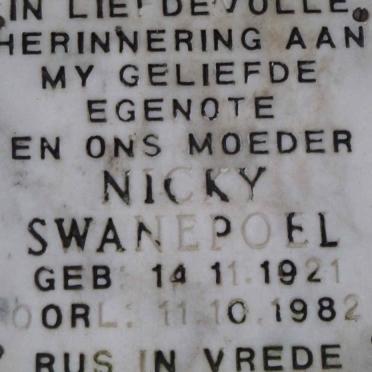 IN LIEFDEVOLLE
HERINNERING AAN
MY GELIEFDE
EGENOTE
EN ONS MOEDER
NICKY
SWANEPOEL
GEB. 14.11.1921
OORL. 11.10.1982
RUS IN VREDE